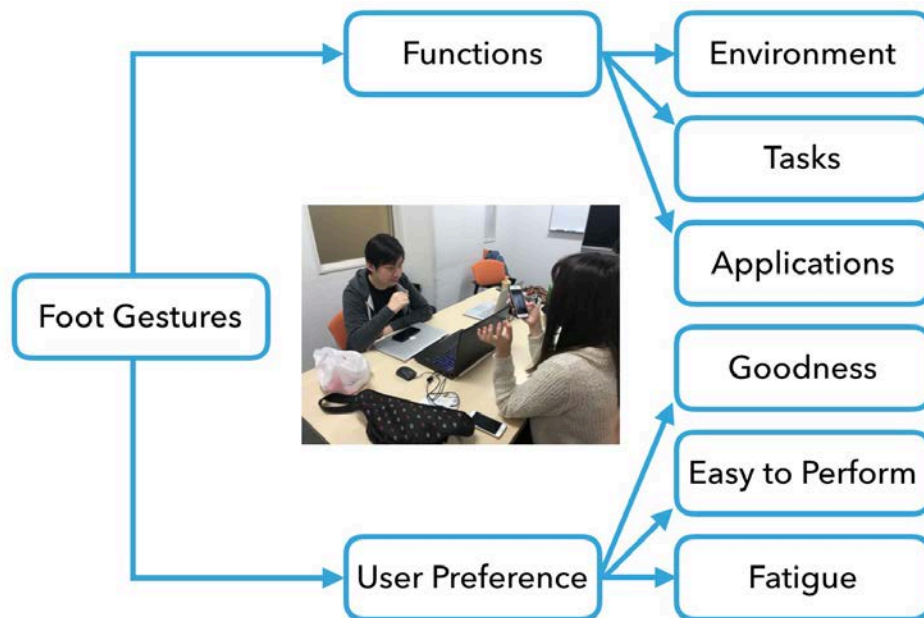 Functions
Environment
Tasks
Applications
Foot Gestures
Goodness
Easy to Perform
User Preference
Fatigue